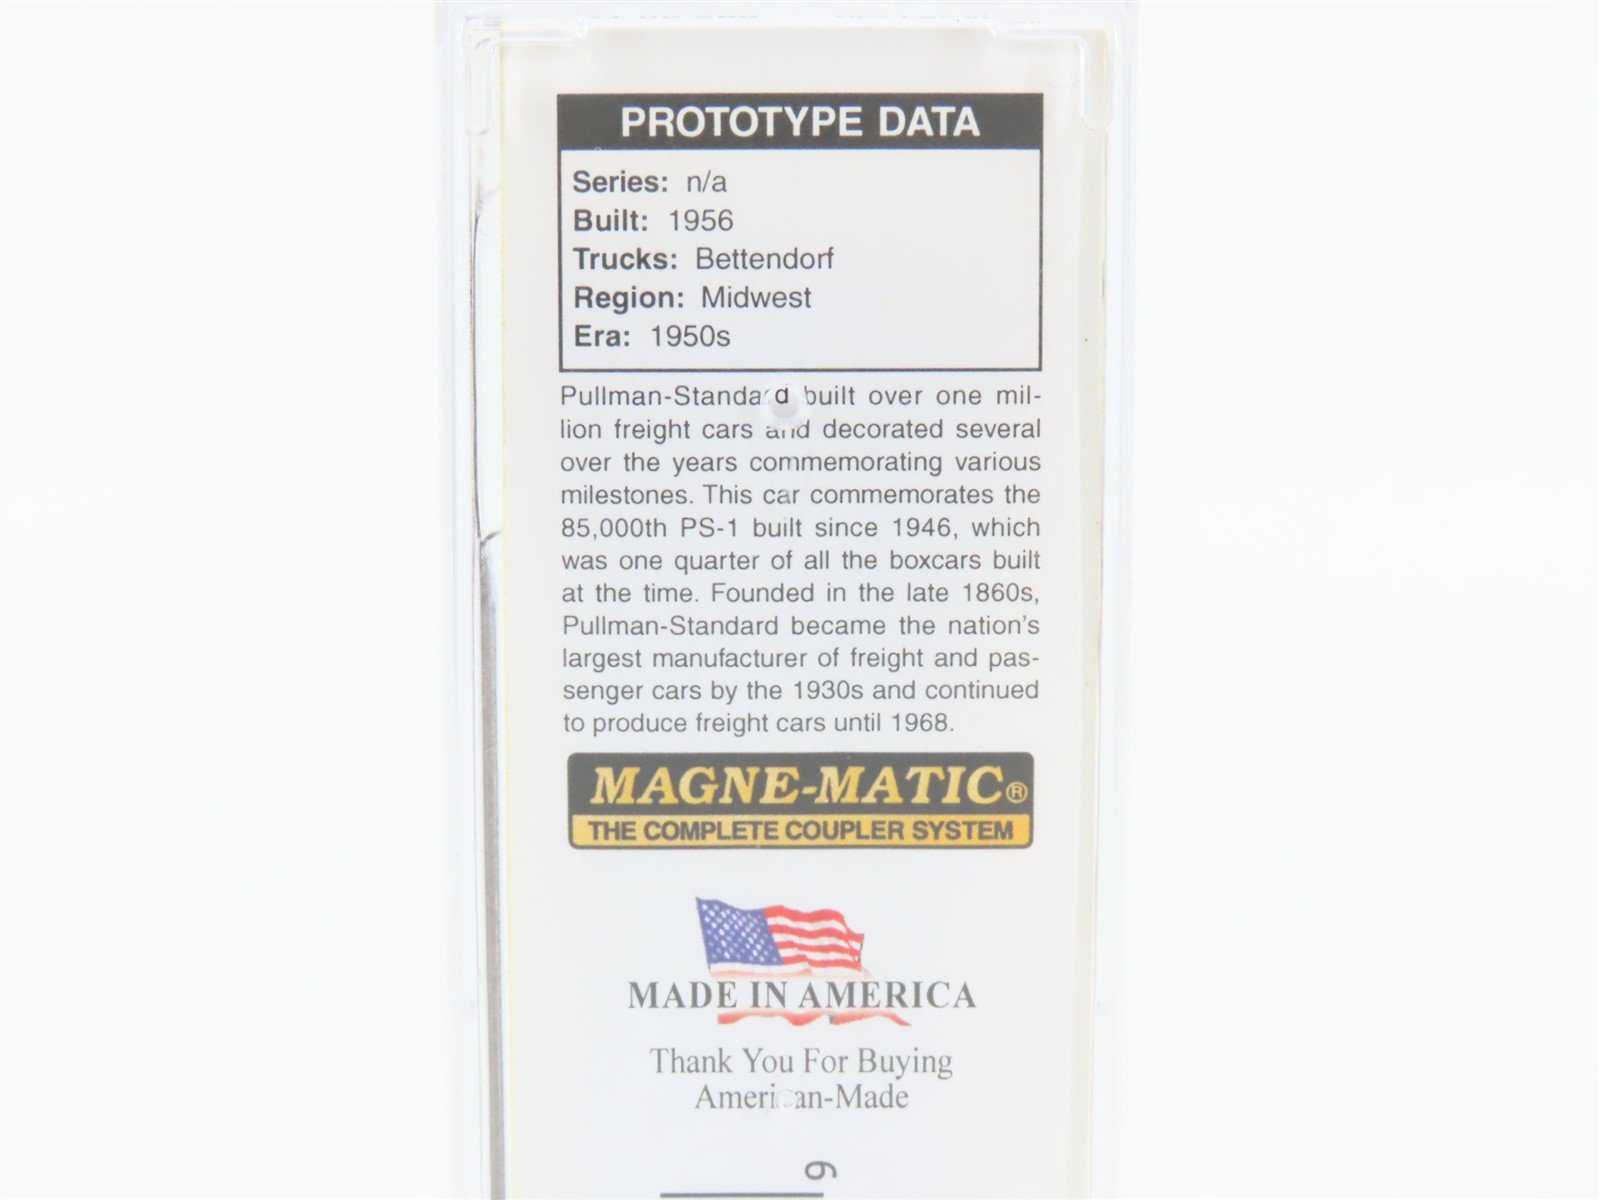 PROTOTYPE DATA
Series: n/a
Built: 1956
Trucks: Bettendorf
Region: Midwest
Era: 1950s
Pullman-Standard built over one mil-
lion freight cars and decorated several
over the years commemorating various
milestones. This car commemorates the
85,000th PS-1 built since 1946, which
was one quarter of all the boxcars built
at the time. Founded in the late 1860s,
Pullman-Standard became the nation's
largest manufacturer of freight and pas-
senger cars by the 1930s and continued
to produce freight cars until 1968.
MAGNE-MATIC®
THE COMPLETE COUPLER SYSTEM
MADE IN AMERICA
Thank You For Buying
American-Made